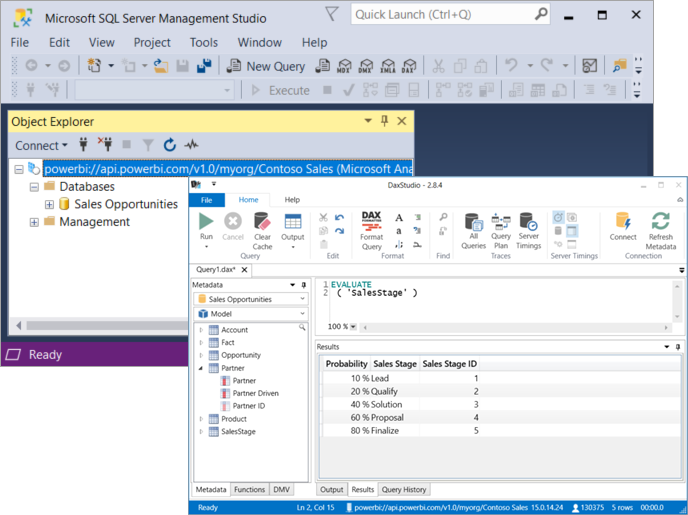 Microsoft SQL Server Management Studio
Quick Launch (Ctrl+Q)
File Edit View Project Tools Window Help
New Query MDX DMX XMLA DAX
Execute
Object Explorer
Connect
powerbi://api.powerbi.com/v1.0/myorg/Contoso Sales (Microsoft Ana
Databases
Sales Opportunities
Management
Ready
DaxStudio - 2.8.4
File Home Help
Run Cancel Clear Cache Output
DAX FORMATTER Format Query
Find All Queries Query Plan Server Timings
Connect Refresh Metadata
Query Edit Format Find Traces Server Timings Connection
Query1.dax*
Metadata
Sales Opportunities
Model
Account
Fact
Opportunity
Partner
Partner
Partner Driven
Partner ID
Product
SalesStage
Metadata Functions DMV
1 EVALUATE
2 ( 'SalesStage' )
100 %
Results
Probability Sales Stage Sales Stage ID
10 % Lead 1
20 % Qualify 2
40 % Solution 3
60 % Proposal 4
80 % Finalize 5
Output Results Query History
Ready Ln 2, Col 15 powerbi://api.powerbi.com/v1.0/myorg/Contoso Sales 15.0.14.24 130375 5 rows 00:00.0